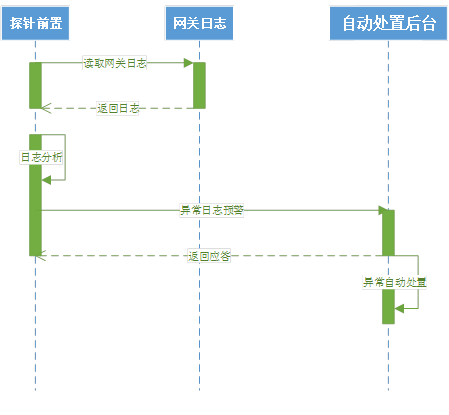 探针前置
网关日志
自动处置后台
读取网关日志
返回日志
日志分析
异常日志预警
返回应答
异常自动处置